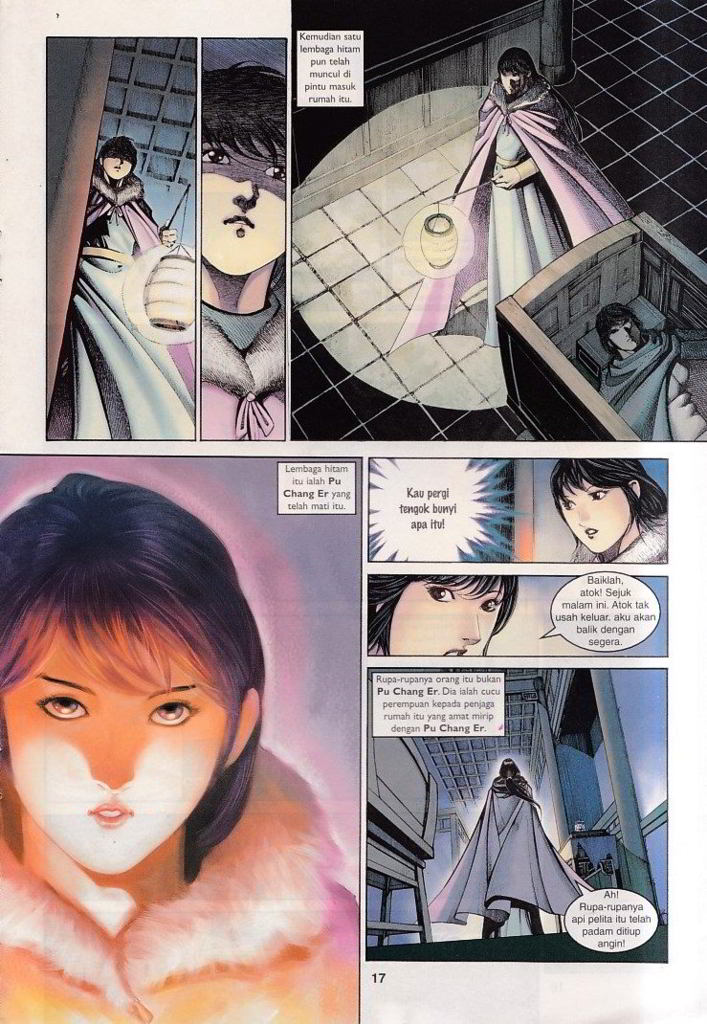 Kemudian satu
lembaga hitam
pun telah
muncul di
pintu masuk
rumah itu.
Lembaga hitam
itu ialah Pu
Chang Er yang
telah mati itu.
Kau pergi
tengok bunyi
apa itu!
Baiklah,
atok! Sejuk
malam ini. Atok tak
usah keluar. aku akan
balik dengan
segera.
Rupa-rupanya orang itu bukan
Pu Chang Er. Dia ialah cucu
perempuan kepada penjaga
rumah itu yang amat mirip
dengan Pu Chang Er.
Ah!
Rupa-rupanya
api pelita itu telah
padam ditiup
angin!
17